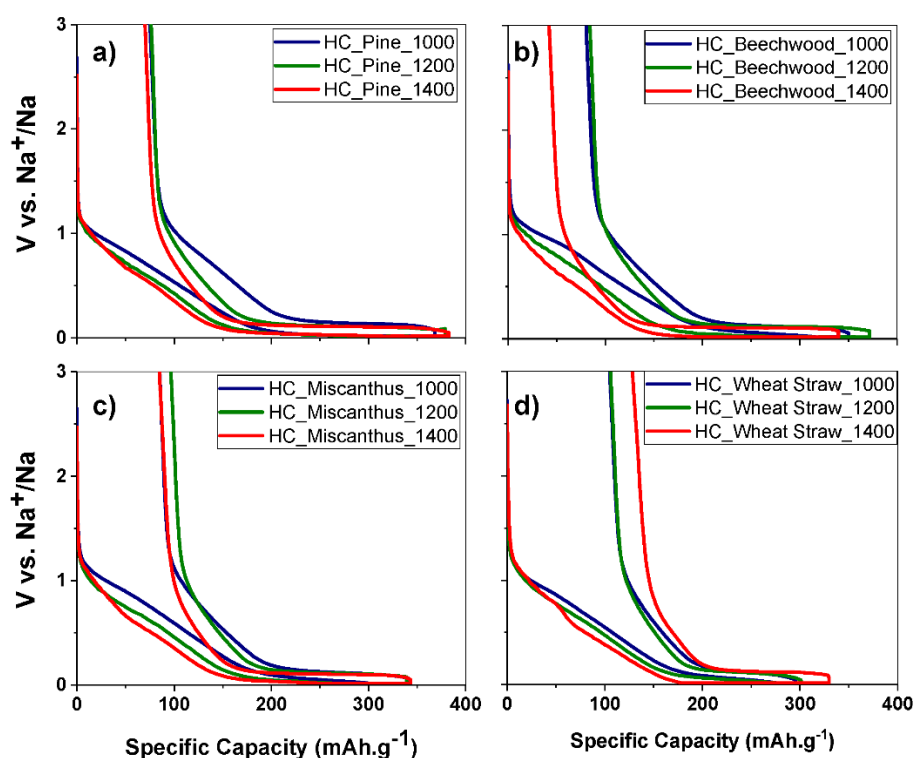 a)
HC_Pine_1000
HC_Pine_1200
HC_Pine_1400
b)
HC_Beechwood_1000
HC_Beechwood_1200
HC_Beechwood_1400
3
2
1
0
V vs. Na⁺/Na
c)
HC_Miscanthus_1000
HC_Miscanthus_1200
HC_Miscanthus_1400
d)
HC_Wheat Straw_1000
HC_Wheat Straw_1200
HC_Wheat Straw_1400
3
2
1
0
V vs. Na⁺/Na
0 100 200 300 400
0 100 200 300 400
Specific Capacity (mAh.g⁻¹)
Specific Capacity (mAh.g⁻¹)